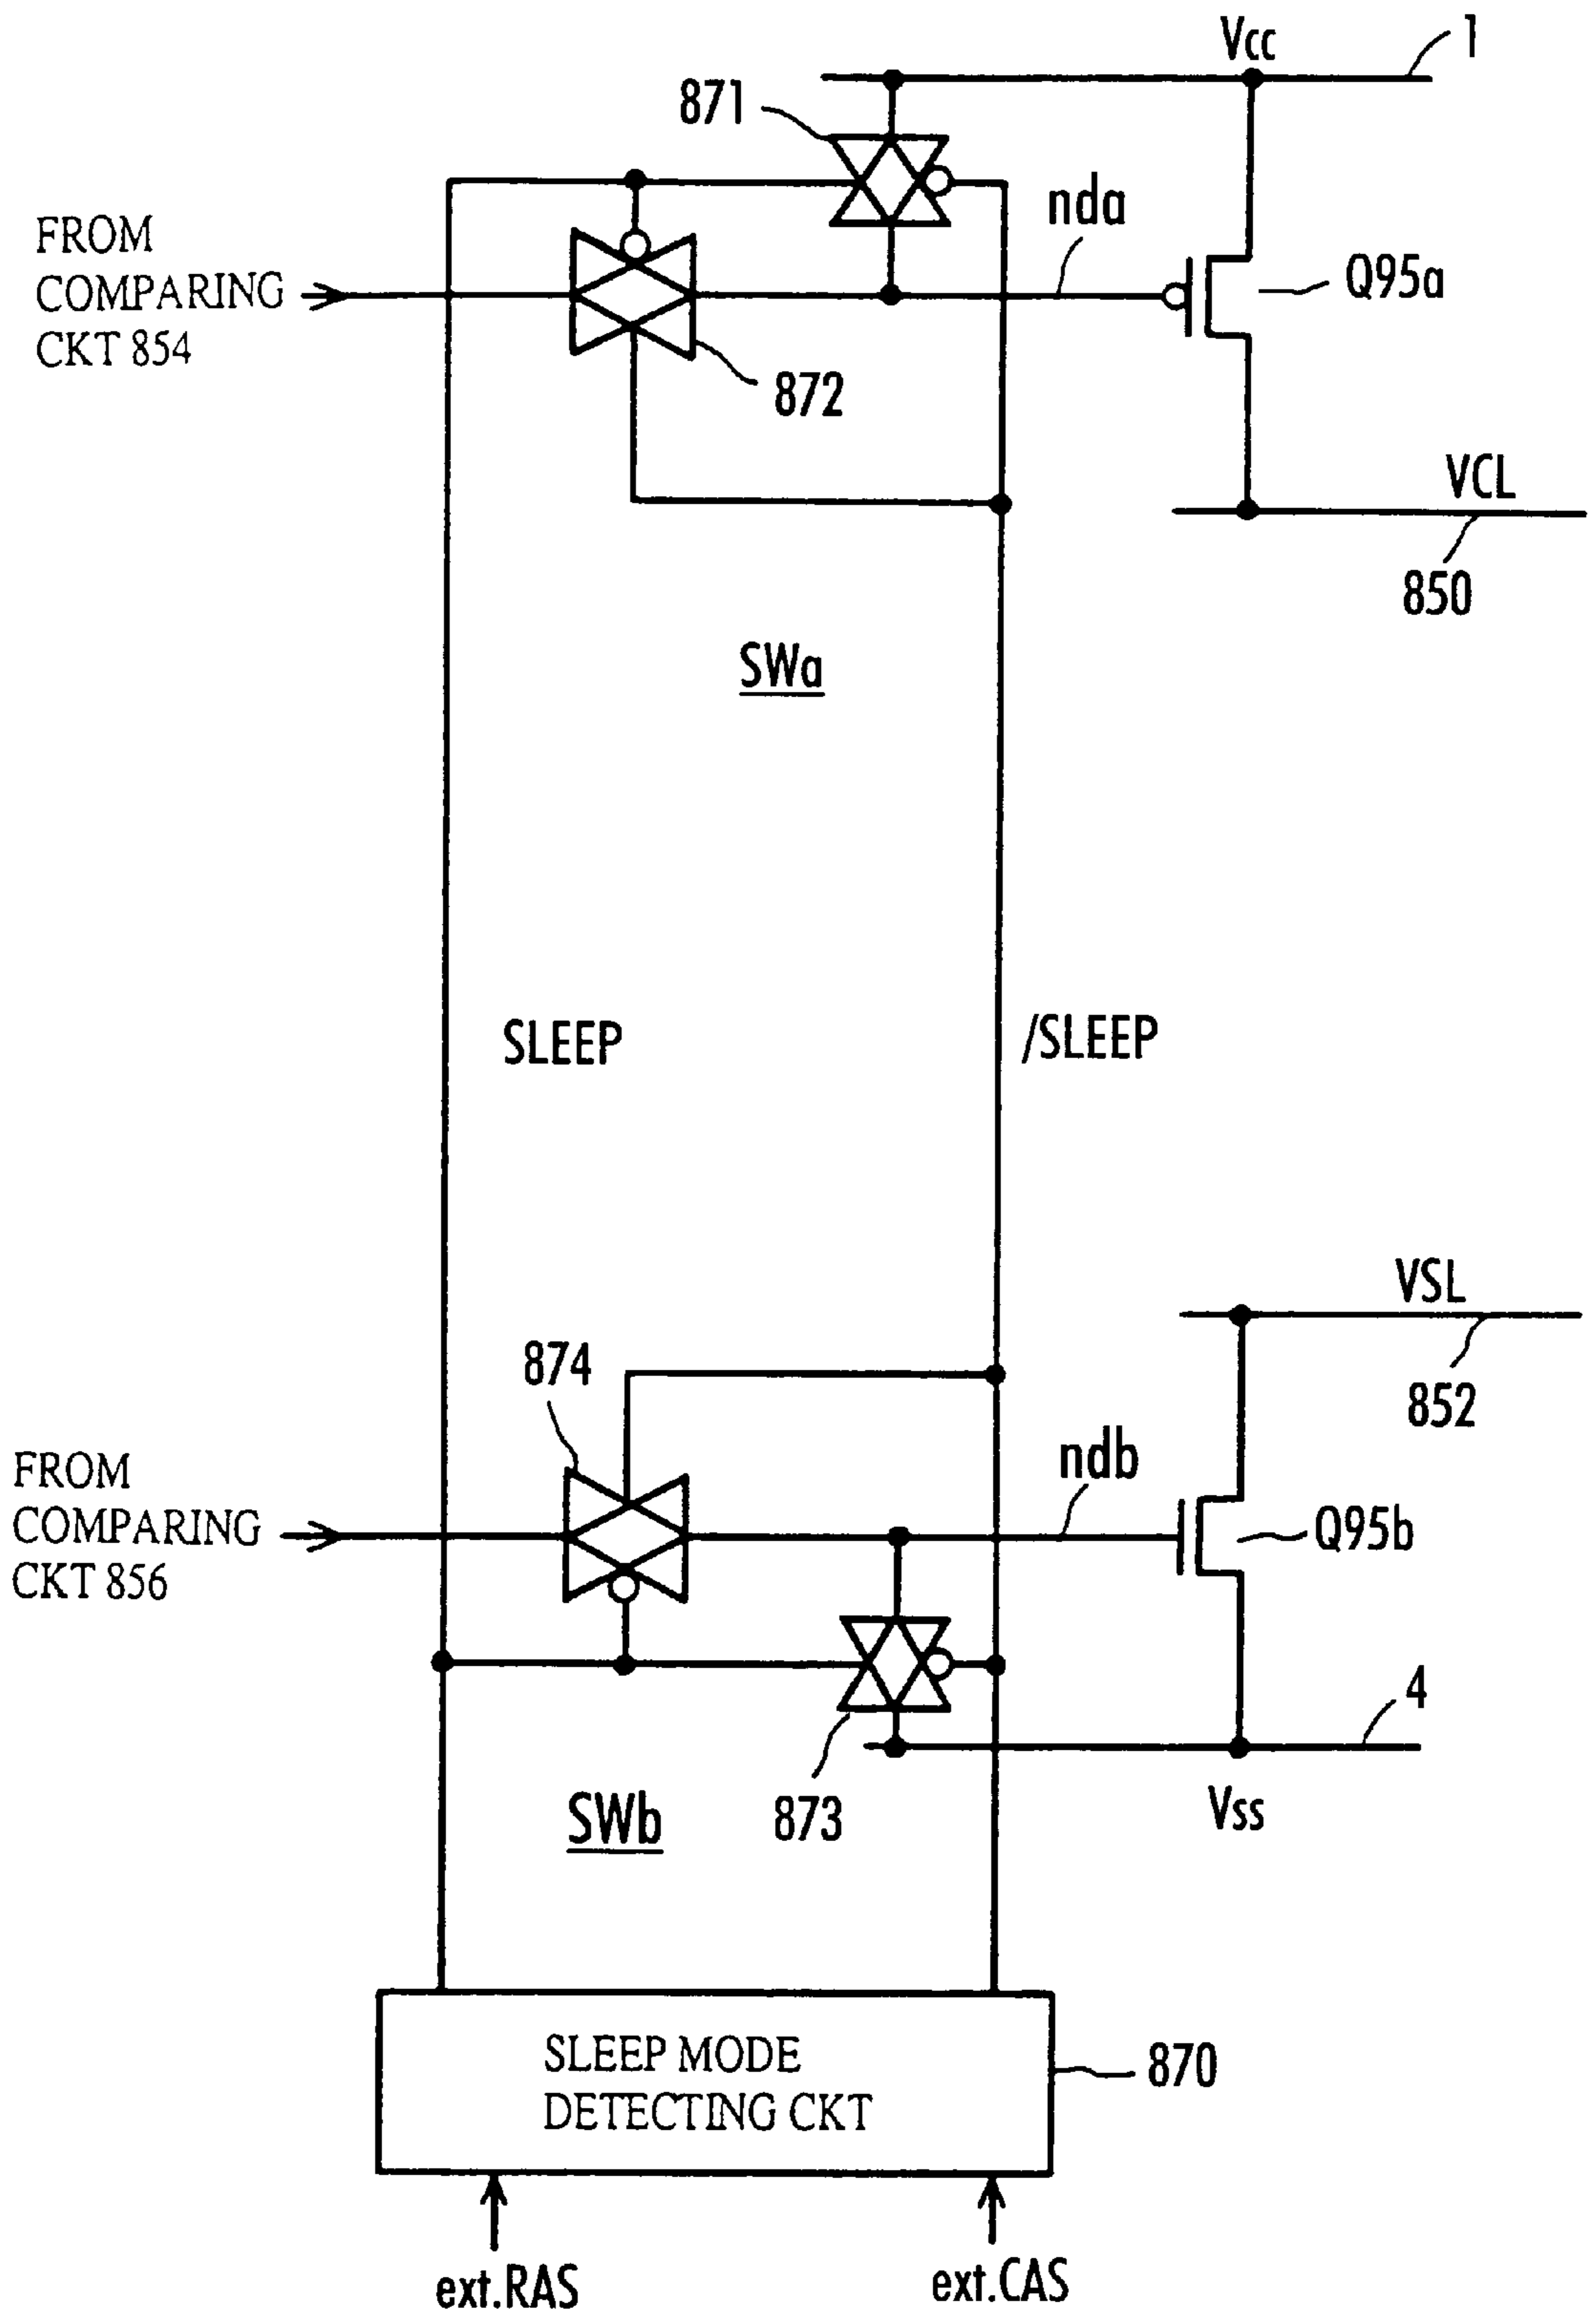 Vcc
1
871
nda
FROM
COMPARING
CKT 854
Q95a
872
VCL
850
SWa
SLEEP
/SLEEP
VSL
852
874
ndb
FROM
COMPARING
CKT 856
Q95b
4
873
Vss
SWb
SLEEP MODE
DETECTING CKT
870
ext.RAS
ext.CAS